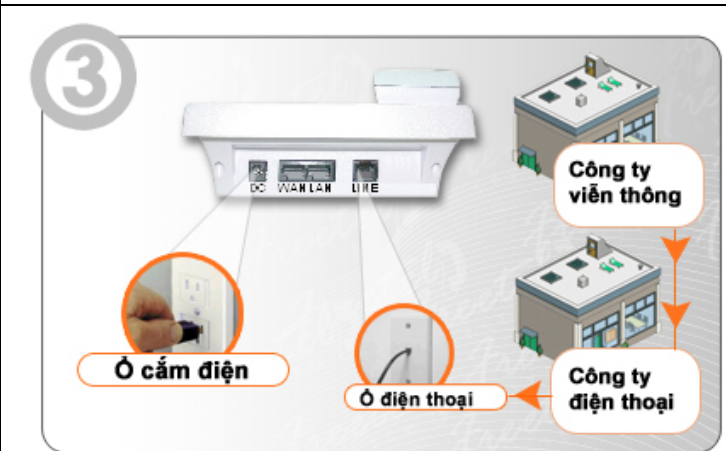 3
DC WAN LAN LINE
Công ty
viễn thông
Ổ cắm điện
Ổ điện thoại
Công ty
điện thoại